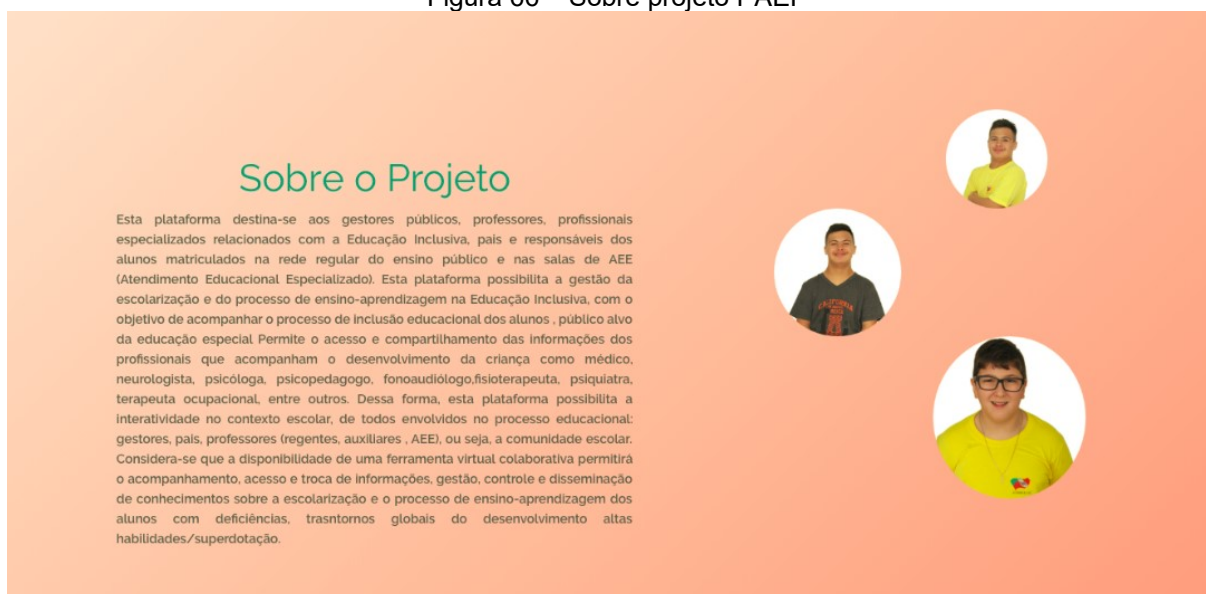 Sobre projeto
Sobre o Projeto
Esta plataforma destina-se aos gestores públicos, professores, profissionais
especializados relacionados com a Educação Inclusiva, pais e responsáveis dos
alunos matriculados na rede regular do ensino público e nas salas de AEE
(Atendimento Educacional Especializado). Esta plataforma possibilita a gestão da
escolarização e do processo de ensino-aprendizagem na Educação Inclusiva, com o
objetivo de acompanhar o processo de inclusão educacional dos alunos , público alvo
da educação especial Permite o acesso e compartilhamento das informações dos
profissionais que acompanham o desenvolvimento da criança como médico,
neurologista, psicóloga, psicopedagogo, fonoaudiólogo,fisioterapeuta, psiquiatra,
terapeuta ocupacional, entre outros. Dessa forma, esta plataforma possibilita a
interatividade no contexto escolar, de todos envolvidos no processo educacional:
gestores, pais, professores (regentes, auxiliares , AEE), ou seja, a comunidade escolar.
Considera-se que a disponibilidade de uma ferramenta virtual colaborativa permitirá
o acompanhamento, acesso e troca de informações, gestão, controle e disseminação
de conhecimentos sobre a escolarização e o processo de ensino-aprendizagem dos
alunos com deficiências, trasntornos globais do desenvolvimento altas
habilidades/superdotação.
CALIFORNIA